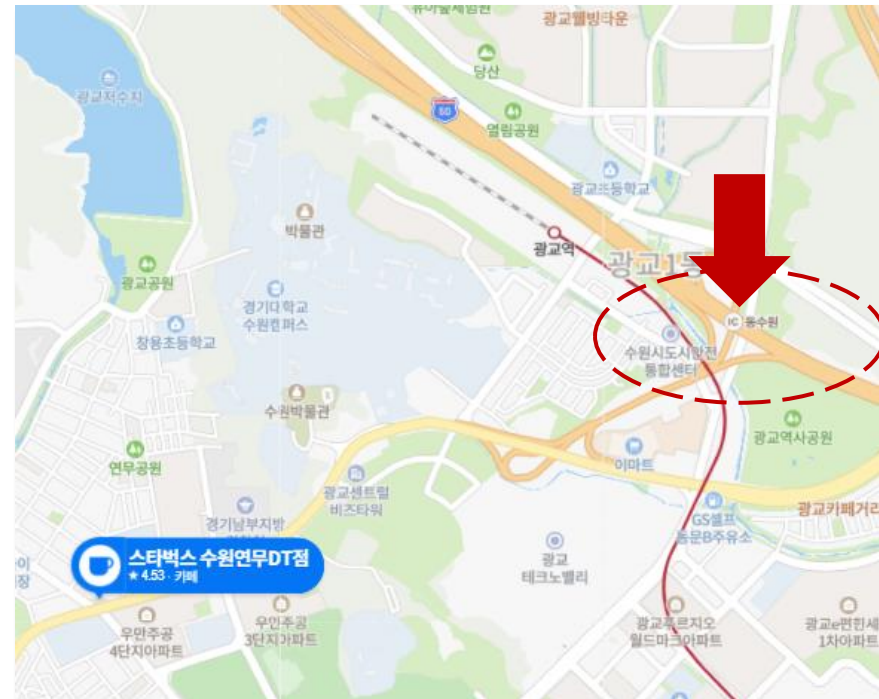 광교웰빙타운
당산
광교저수지
50
열림공원
광교초등학교
박물관
광교역
광교1동
광교공원
경기대학교
수원캠퍼스
IC 동수원
창룡초등학교
수원시도시안전
통합센터
수원박물관
광교역사공원
연무공원
이마트
광교센트럴
비즈타워
경기남부지방
GS셀프
동문B주유소
광교카페거리
스타벅스 수원연무DT점
★ 4.53 · 카페
광교
테크노밸리
우만주공
4단지아파트
우만주공
3단지아파트
광교푸르지오
월드마크아파트
광교e편한세
1차아파트